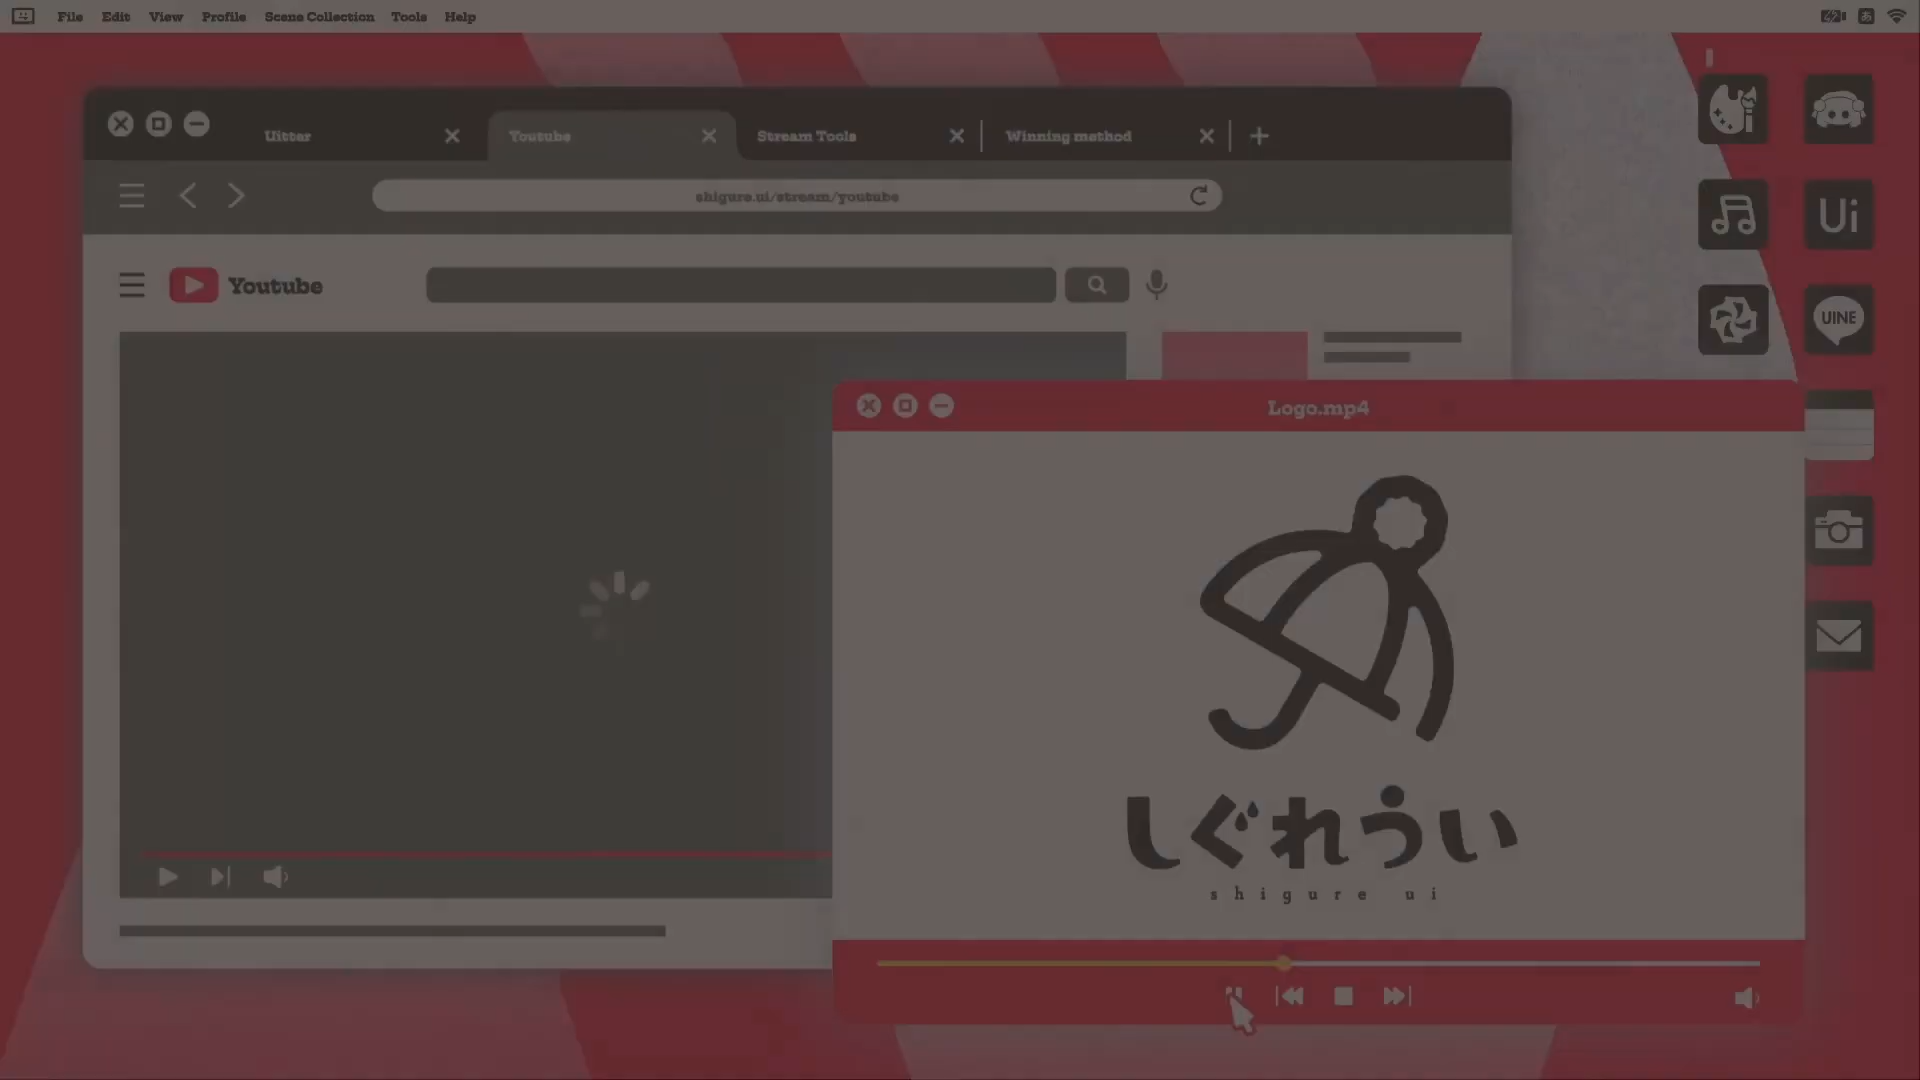 File Edit View Profile Scene Collection Tools Help
あ
Uitter Youtube Stream Tools Winning method
shigure.ui/stream/youtube
Youtube
Ui
UINE
Logo.mp4
しぐれうい
shigure ui